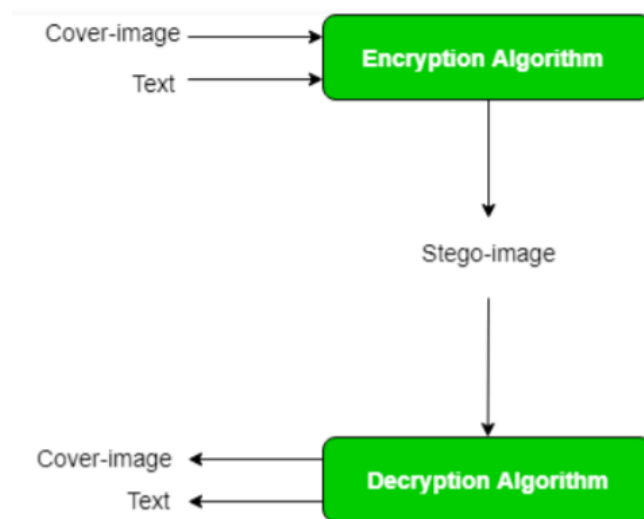 Cover-image
Encryption Algorithm
Text
Stego-image
Cover-image
Decryption Algorithm
Text